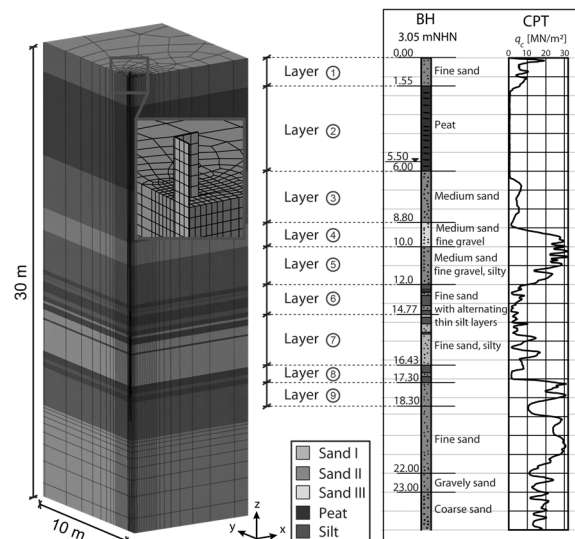 BH
CPT
3.05 mNHN
q_c [MN/m²]
0 10 20 30
0,00
Layer ① Fine sand
1.55
Layer ② Peat
5.50
6.00
Layer ③ Medium sand
8.80
Layer ④ Medium sand
fine gravel
10.0
Layer ⑤ Medium sand
fine gravel, silty
12.0
Layer ⑥ Fine sand
with alternating
14.77
thin silt layers
Layer ⑦ Fine sand, silty
16.43
Layer ⑧
17.30
Layer ⑨
18.30
Fine sand
22.00
Gravely sand
23.00
Coarse sand
30 m
10 m
Sand I
Sand II
Sand III
Peat
Silt
z
y
x